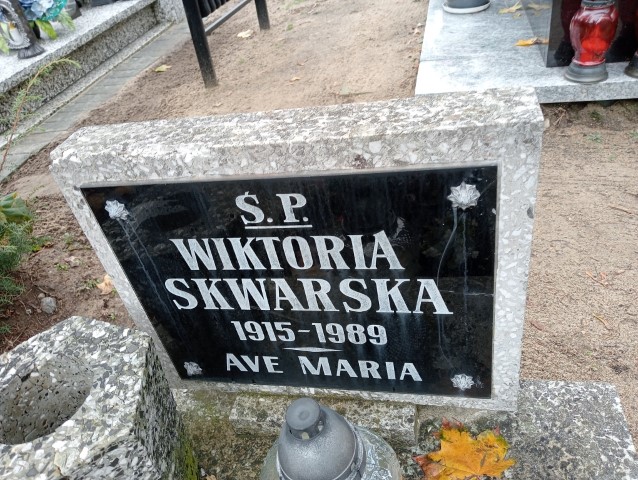 Ś.P.
WIKTORIA
SKWARSKA
1915-1989
AVE MARIA